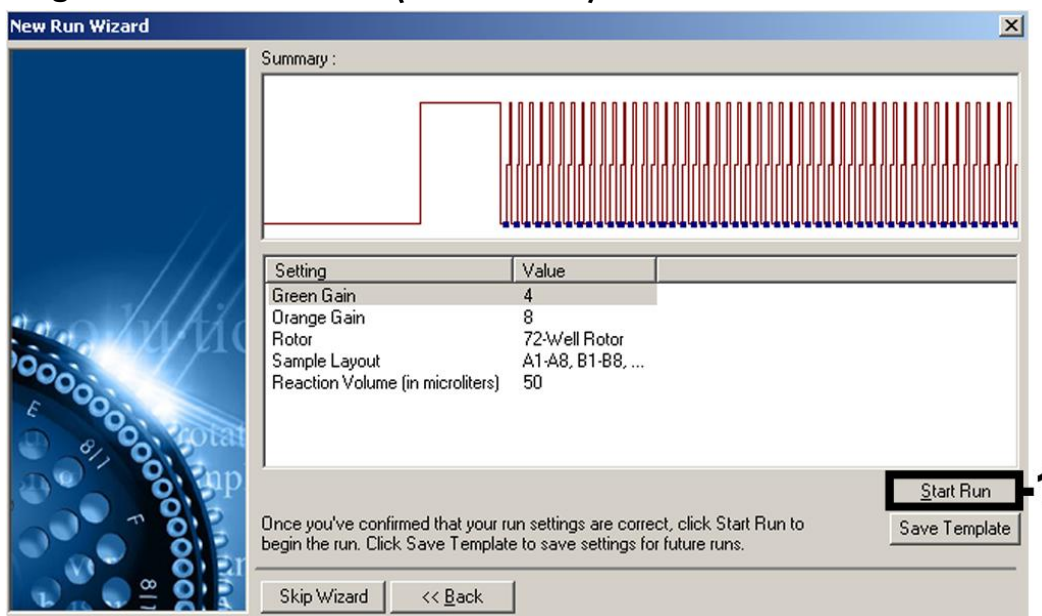 New Run Wizard
Summary :
Setting Value
Green Gain 4
Orange Gain 8
Rotor 72-Well Rotor
Sample Layout A1-A8, B1-B8, ...
Reaction Volume (in microliters) 50
Start Run
Once you've confirmed that your run settings are correct, click Start Run to
begin the run. Click Save Template to save settings for future runs.
Save Template
Skip Wizard
<< Back
E
8|1
F
8|1